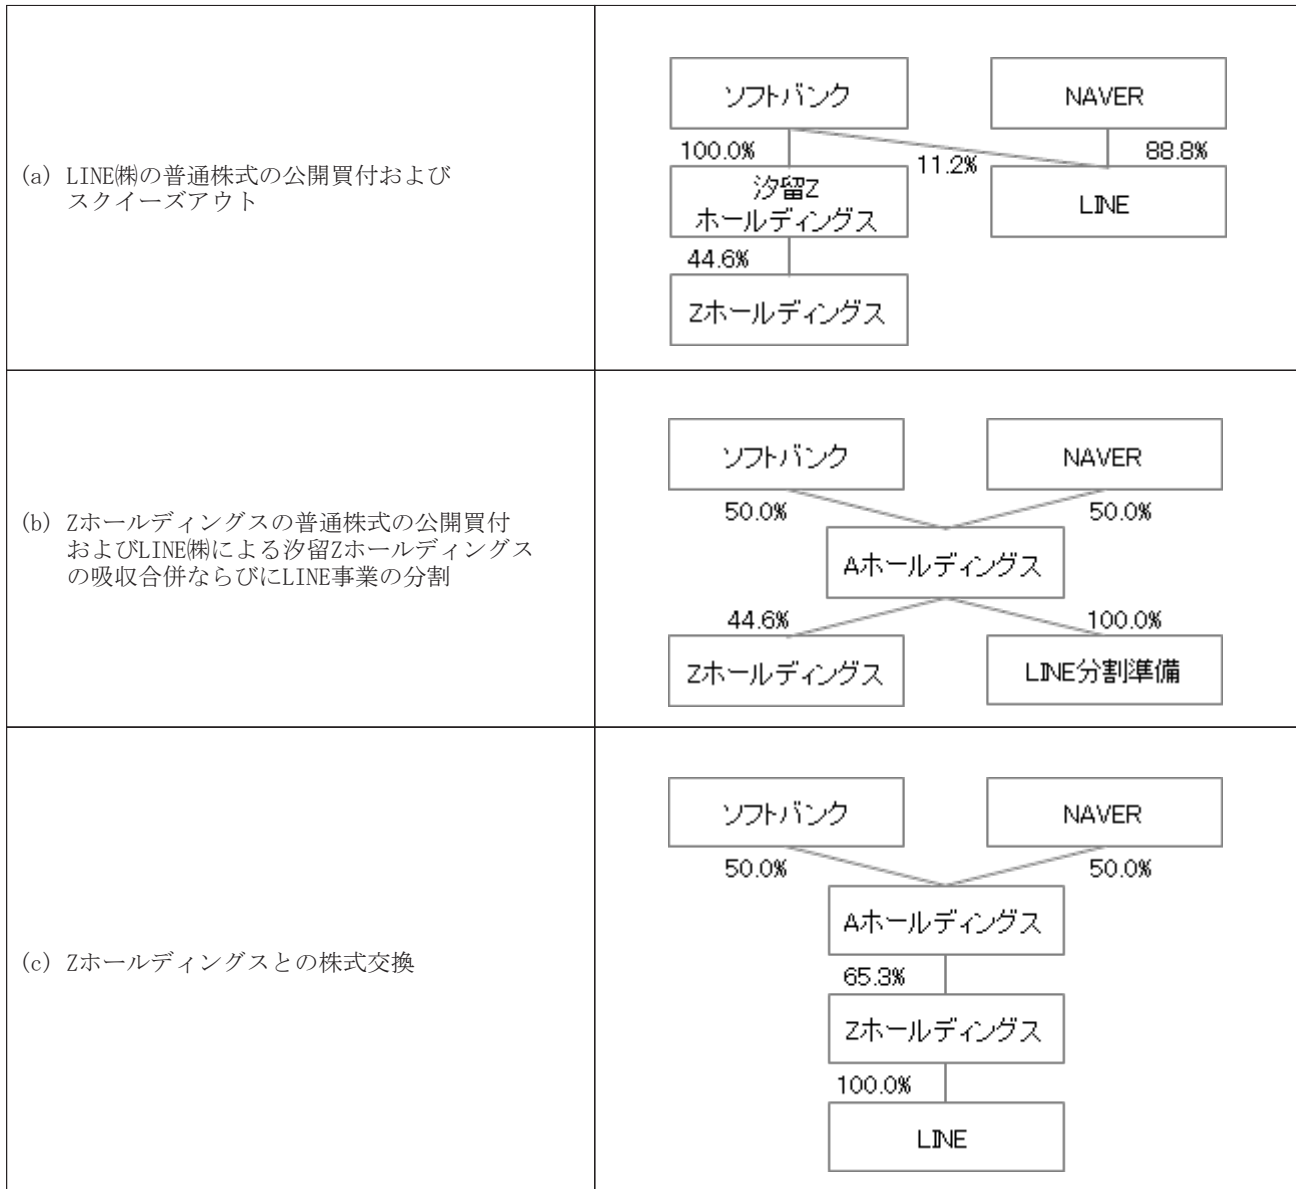 (a) LINE㈱の普通株式の公開買付および
スクイーズアウト
ソフトバンク
NAVER
100.0%
11.2%
88.8%
汐留Z
ホールディングス
LINE
44.6%
Zホールディングス
(b) Zホールディングスの普通株式の公開買付
およびLINE㈱による汐留Zホールディングス
の吸収合併ならびにLINE事業の分割
ソフトバンク
NAVER
50.0%
50.0%
Aホールディングス
44.6%
100.0%
Zホールディングス
LINE分割準備
(c) Zホールディングスとの株式交換
ソフトバンク
NAVER
50.0%
50.0%
Aホールディングス
65.3%
Zホールディングス
100.0%
LINE